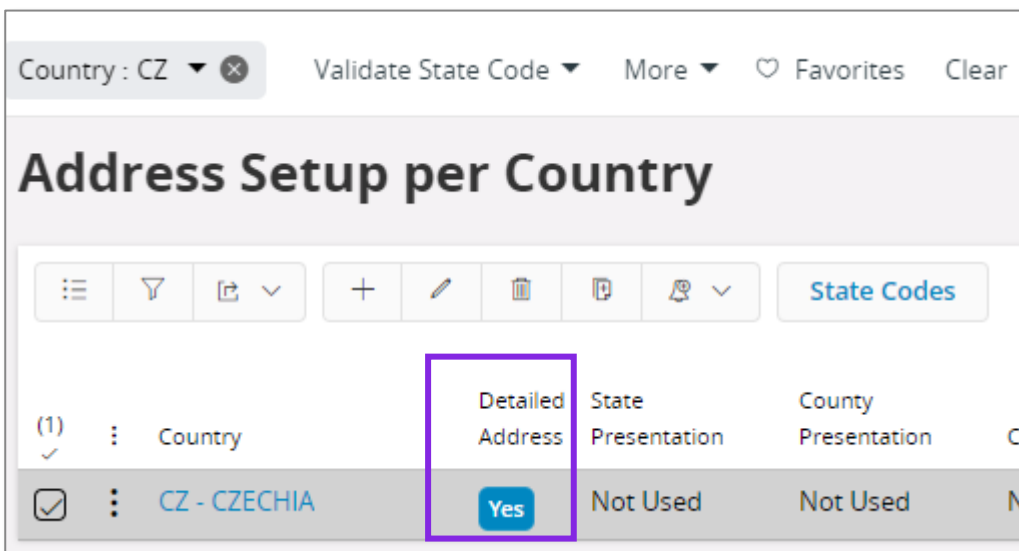 Country : CZ Validate State Code More Favorites Clear
Address Setup per Country
State Codes
Detailed State County
(1) Country Address Presentation Presentation C
CZ - CZECHIA Yes Not Used Not Used N